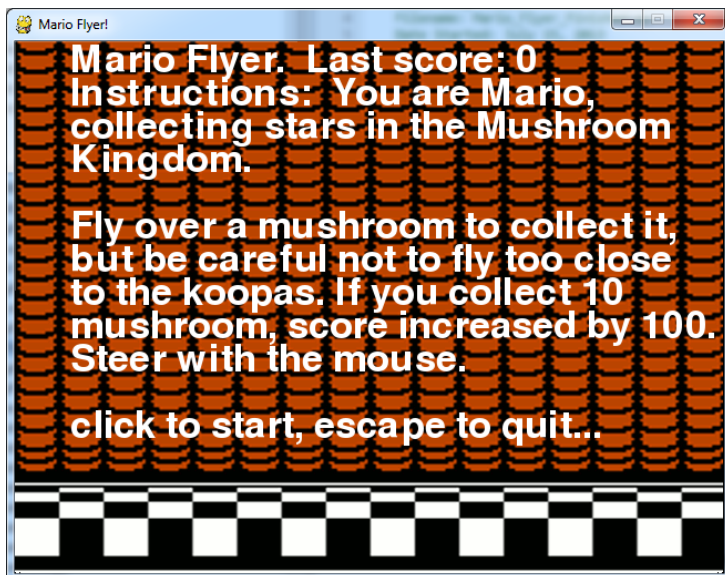 Mario Flyer!
Mario Flyer.  Last score: 0
Instructions:  You are Mario,
collecting stars in the Mushroom
Kingdom.
Fly over a mushroom to collect it,
but be careful not to fly too close
to the koopas. If you collect 10
mushroom, score increased by 100.
Steer with the mouse.
click to start, escape to quit...